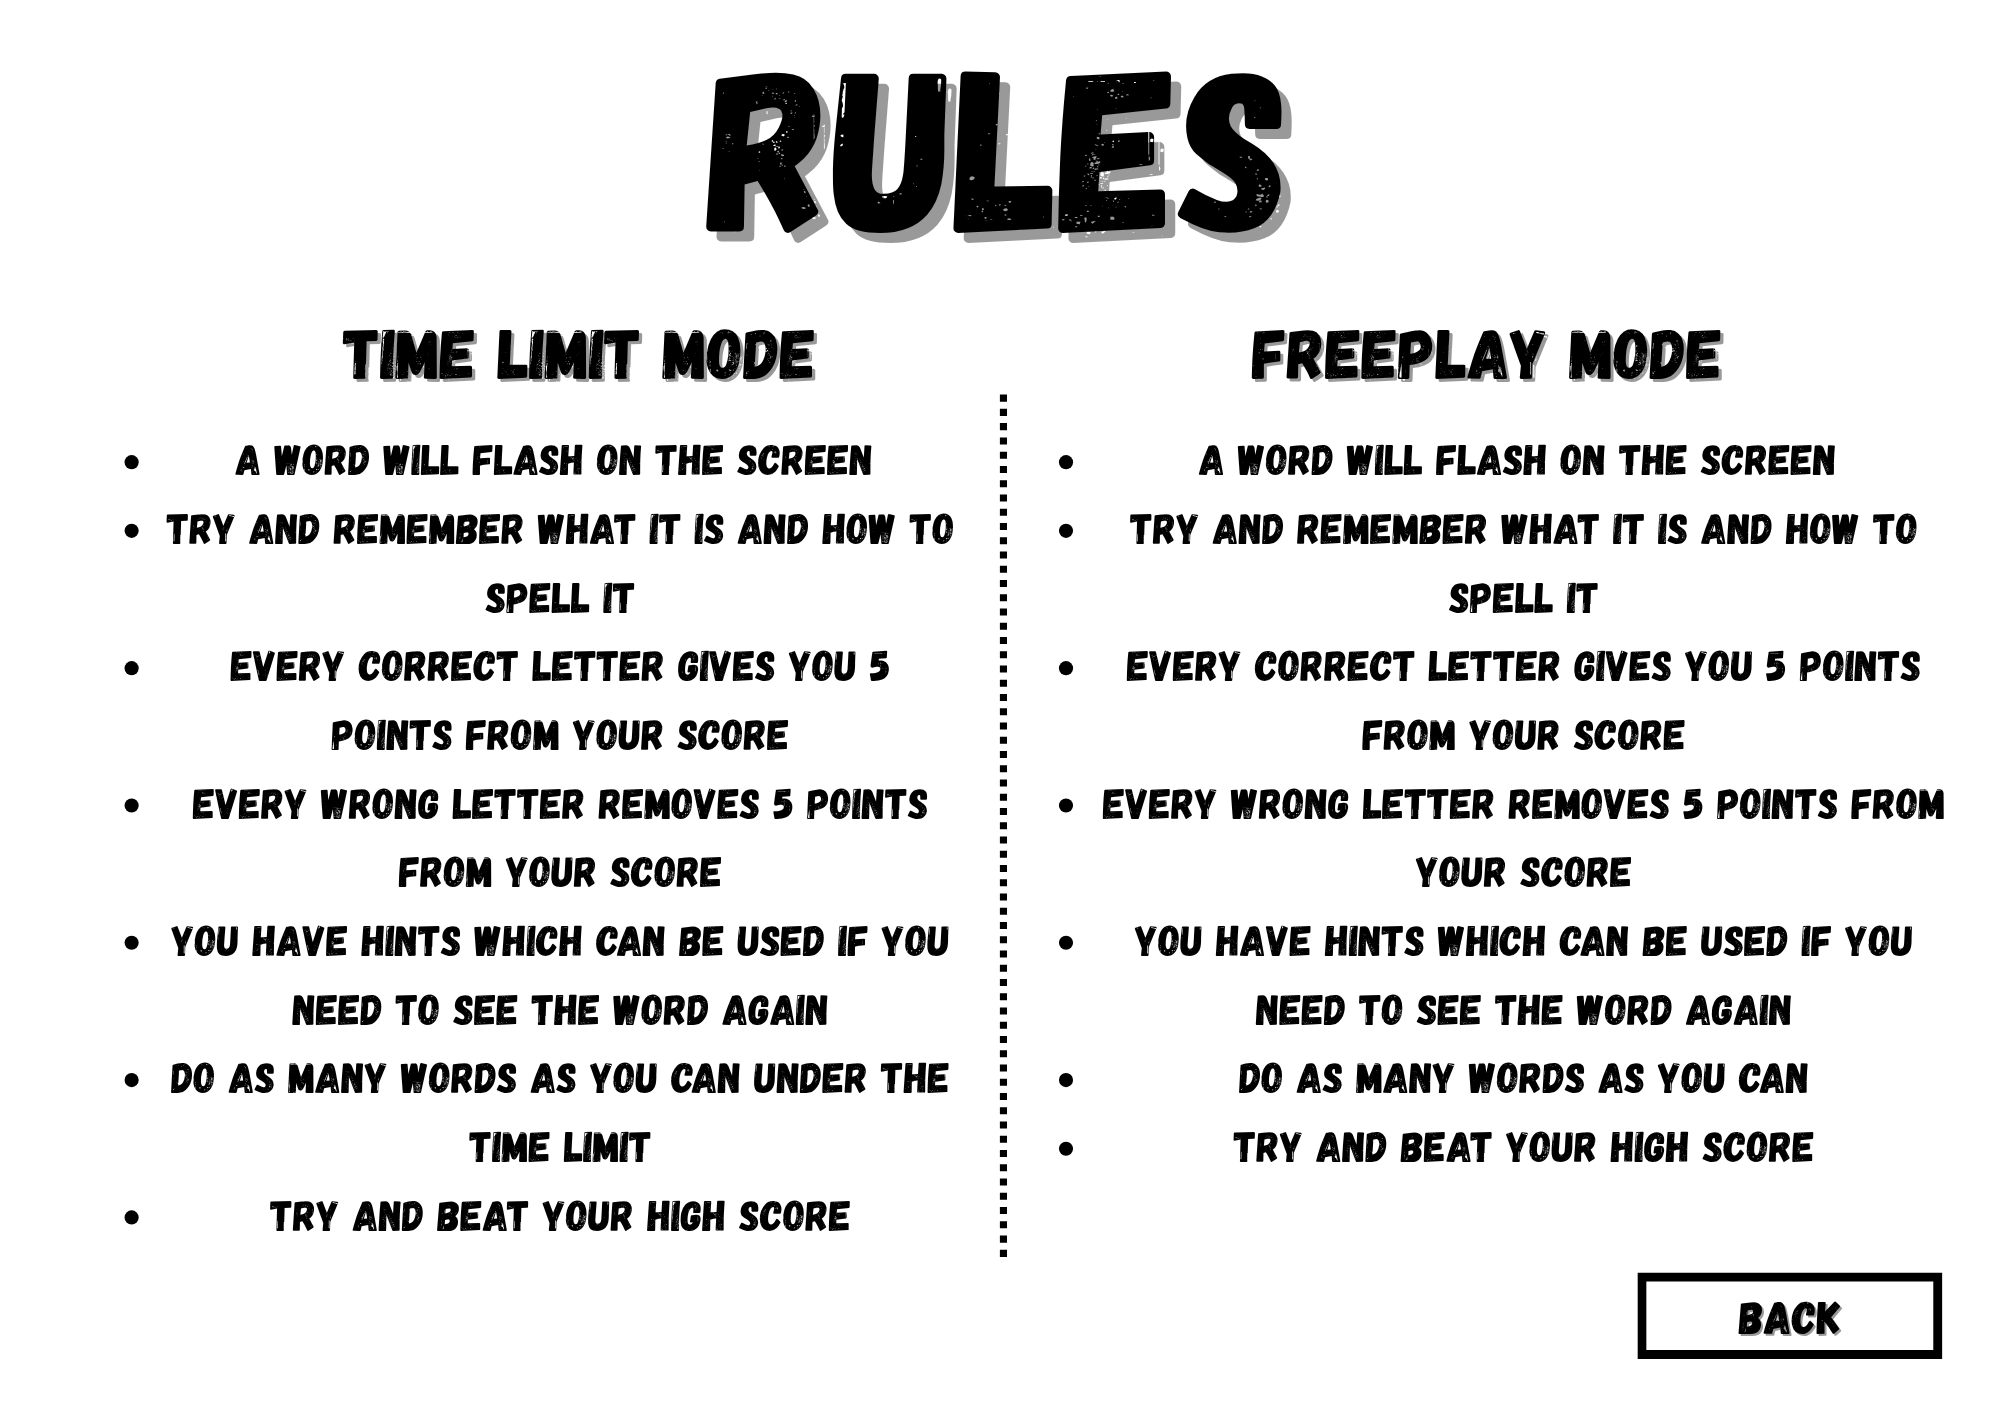 RULES
TIME LIMIT MODE
• A WORD WILL FLASH ON THE SCREEN
• TRY AND REMEMBER WHAT IT IS AND HOW TO
SPELL IT
• EVERY CORRECT LETTER GIVES YOU 5
POINTS FROM YOUR SCORE
• EVERY WRONG LETTER REMOVES 5 POINTS
FROM YOUR SCORE
• YOU HAVE HINTS WHICH CAN BE USED IF YOU
NEED TO SEE THE WORD AGAIN
• DO AS MANY WORDS AS YOU CAN UNDER THE
TIME LIMIT
• TRY AND BEAT YOUR HIGH SCORE
FREEPLAY MODE
• A WORD WILL FLASH ON THE SCREEN
• TRY AND REMEMBER WHAT IT IS AND HOW TO
SPELL IT
• EVERY CORRECT LETTER GIVES YOU 5 POINTS
FROM YOUR SCORE
• EVERY WRONG LETTER REMOVES 5 POINTS FROM
YOUR SCORE
• YOU HAVE HINTS WHICH CAN BE USED IF YOU
NEED TO SEE THE WORD AGAIN
• DO AS MANY WORDS AS YOU CAN
• TRY AND BEAT YOUR HIGH SCORE
BACK